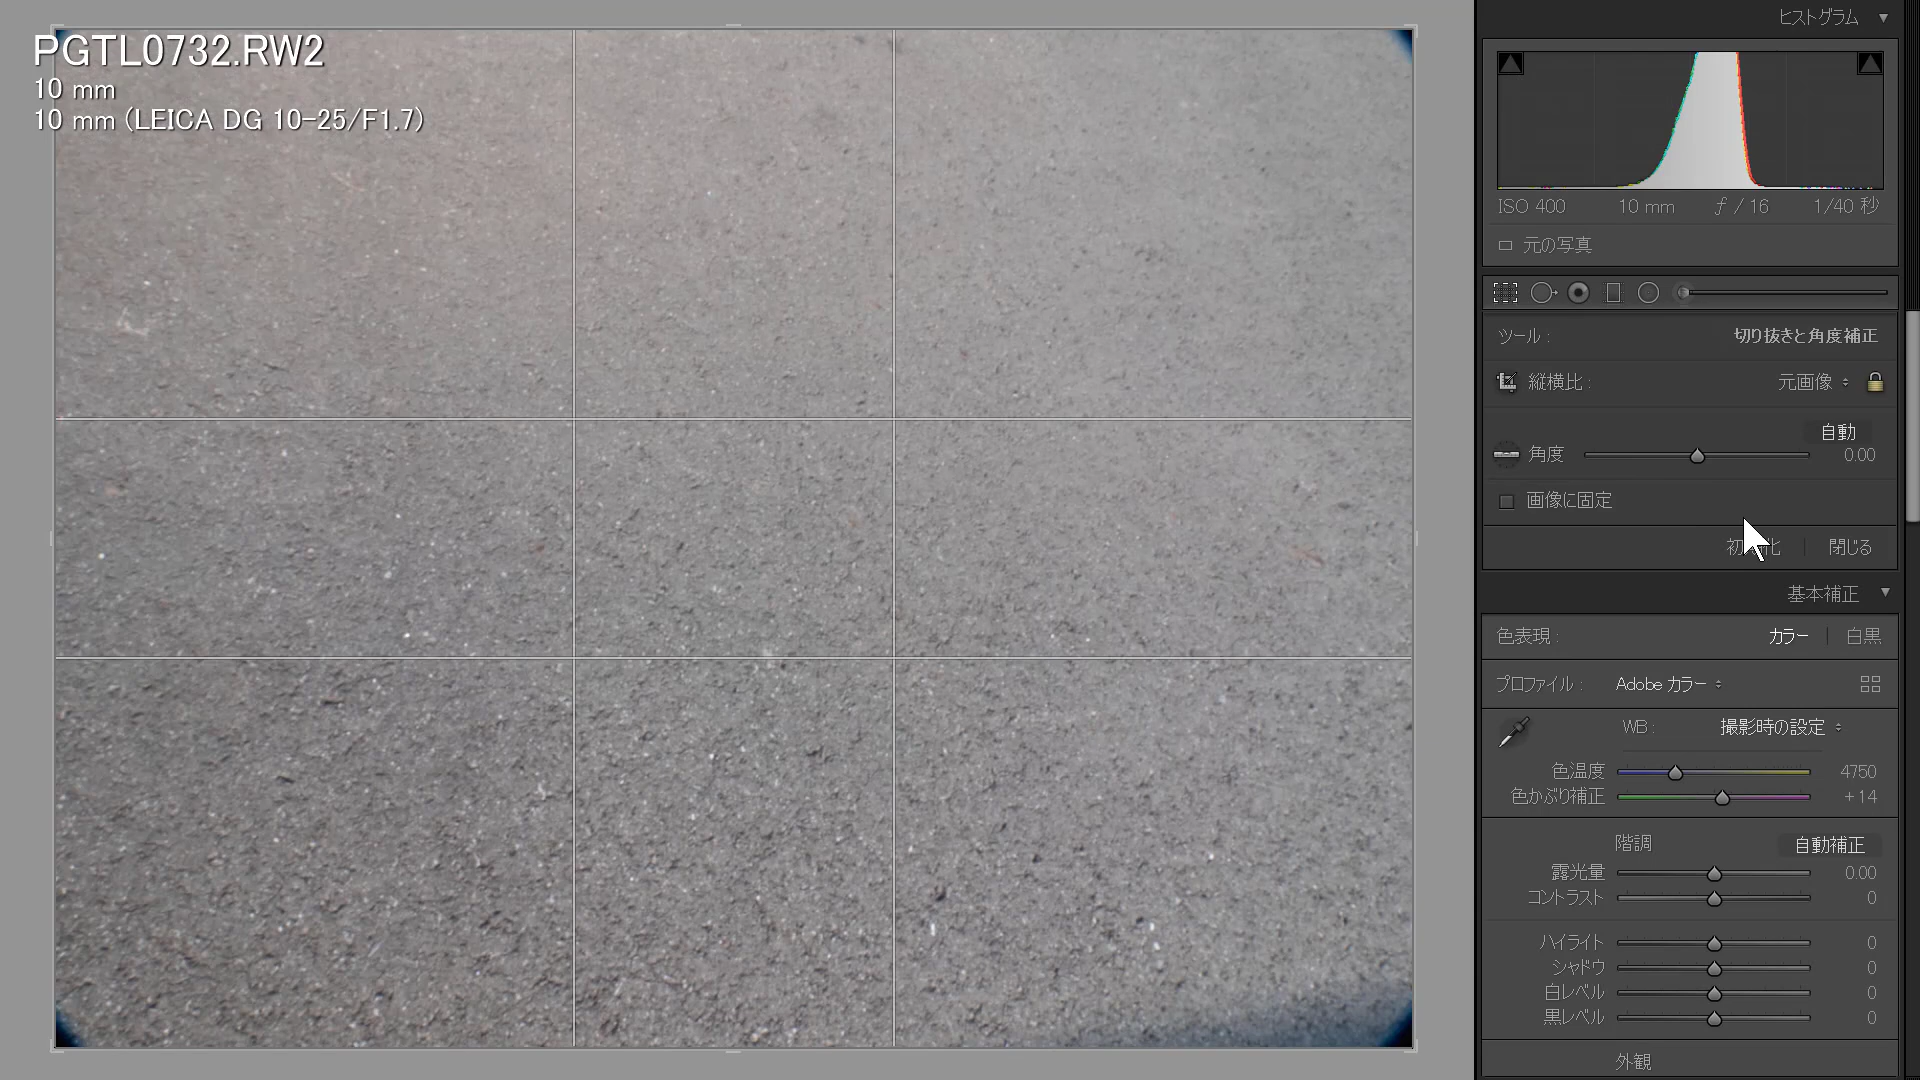 PGTL0732.RW2
10 mm
10 mm (LEICA DG 10-25/F1.7)
ヒストグラム
ISO 400 10 mm ƒ / 16 1/40 秒
元の写真
ツール : 切り抜きと角度補正
縦横比 : 元画像
自動
角度 0.00
画像に固定
閉じる
基本補正
色表現 : カラー 白黒
プロファイル : Adobe カラー
WB : 撮影時の設定
色温度 4750
色かぶり補正 + 14
階調 自動補正
露光量 0.00
コントラスト 0
ハイライト 0
シャドウ 0
白レベル 0
黒レベル 0
外観